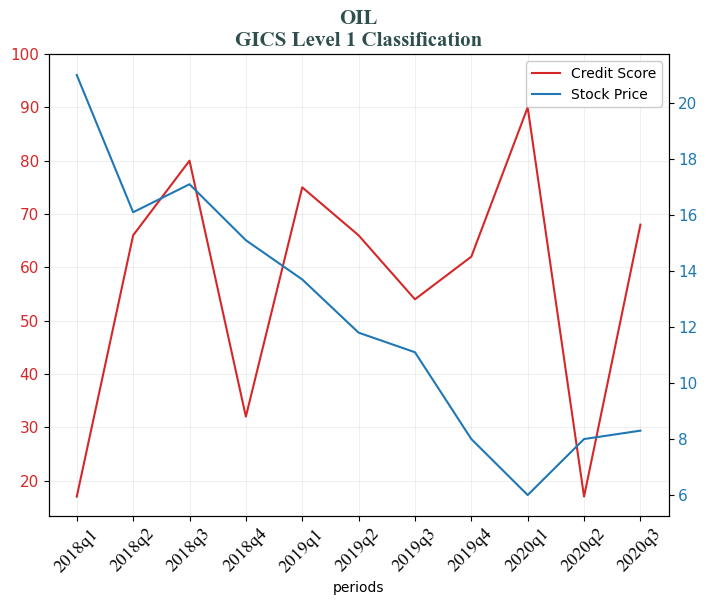 OIL
GICS Level 1 Classification
Credit Score
Stock Price
100
90
80
70
60
50
40
30
20
20
18
16
14
12
10
8
6
2018q1
2018q2
2018q3
2018q4
2019q1
2019q2
2019q3
2019q4
2020q1
2020q2
2020q3
periods